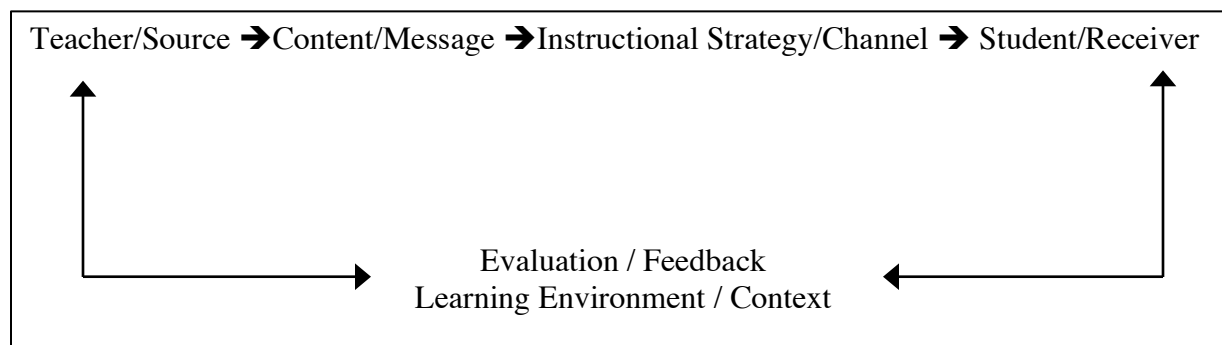 Teacher/Source ➔Content/Message ➔Instructional Strategy/Channel ➔ Student/Receiver
Evaluation / Feedback
Learning Environment / Context